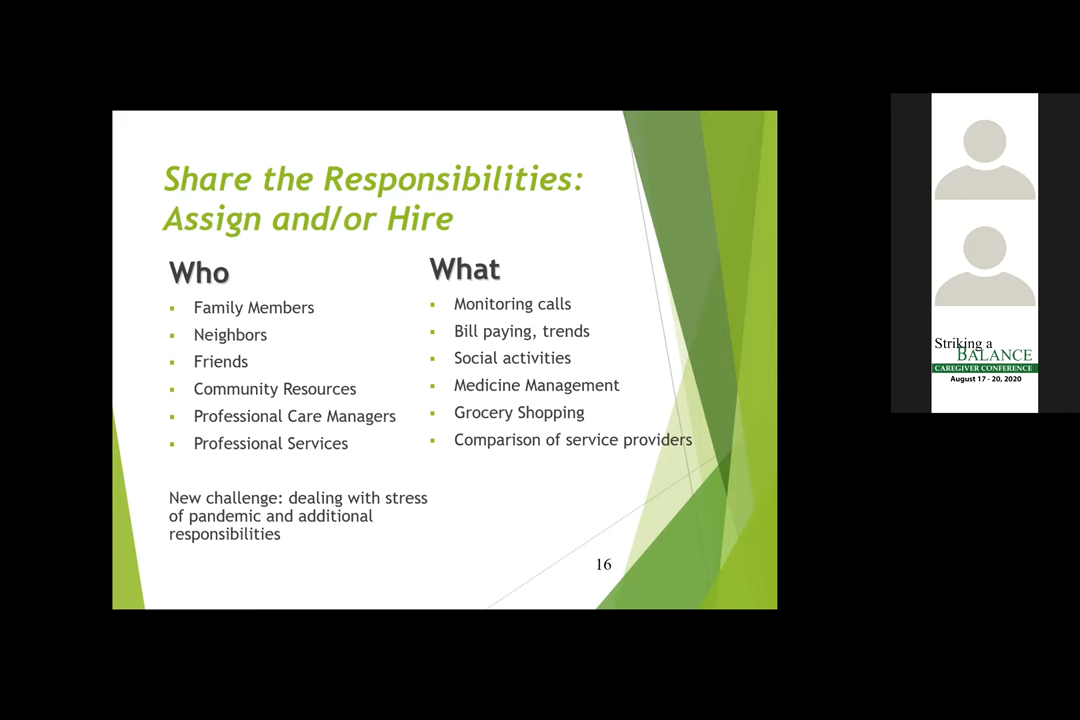 Share the Responsibilities:
Assign and/or Hire
Who
Family Members
Neighbors
Friends
Community Resources
Professional Care Managers
Professional Services
New challenge: dealing with stress
of pandemic and additional
responsibilities
What
Monitoring calls
Bill paying, trends
Social activities
Medicine Management
Grocery Shopping
Comparison of service providers
16
Striking a
BALANCE
CAREGIVER CONFERENCE
August 17 - 20, 2020